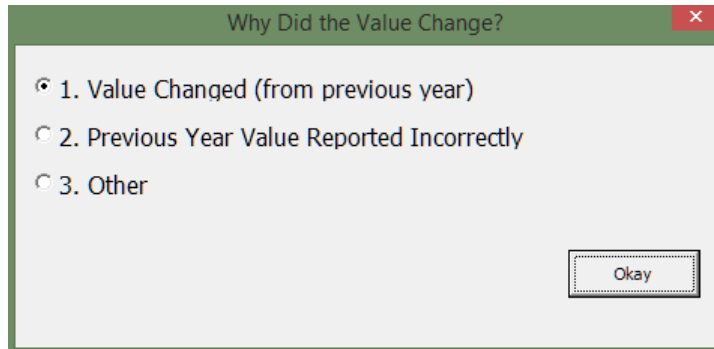 Why Did the Value Change?
1. Value Changed (from previous year)
2. Previous Year Value Reported Incorrectly
3. Other
Okay